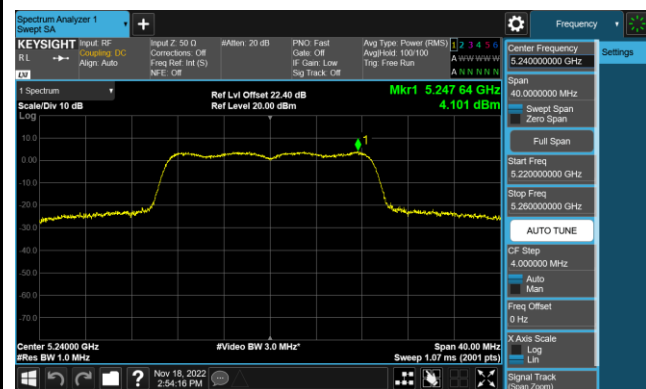 Spectrum Analyzer 1
Swept SA
+
Frequency
KEYSIGHT Input: RF
RL Coupling: DC
Align: Auto
LXI
Input Z: 50 Ω
Corrections: Off
Freq Ref: Int (S)
NFE: Off
#Atten: 20 dB
PNO: Fast
Gate: Off
IF Gain: Low
Sig Track: Off
Avg Type: Power (RMS)
Avg|Hold: 100/100
Trig: Free Run
1 2 3 4 5 6
A W W W W W
A N N N N N
1 Spectrum
Scale/Div 10 dB
Log
Ref Lvl Offset 22.40 dB
Ref Level 20.00 dBm
Mkr1 5.247 64 GHz
4.101 dBm
10.0
0.00
-10.0
-20.0
-30.0
-40.0
-50.0
-60.0
-70.0
1
Center 5.24000 GHz
#Res BW 1.0 MHz
#Video BW 3.0 MHz*
Span 40.00 MHz
Sweep 1.07 ms (2001 pts)
Center Frequency
5.240000000 GHz
Settings
Span
40.0000000 MHz
Swept Span
Zero Span
Full Span
Start Freq
5.220000000 GHz
Stop Freq
5.260000000 GHz
AUTO TUNE
CF Step
4.000000 MHz
Auto
Man
Freq Offset
0 Hz
X Axis Scale
Log
Lin
Signal Track
(Span Zoom)
?
Nov 18, 2022
2:54:16 PM